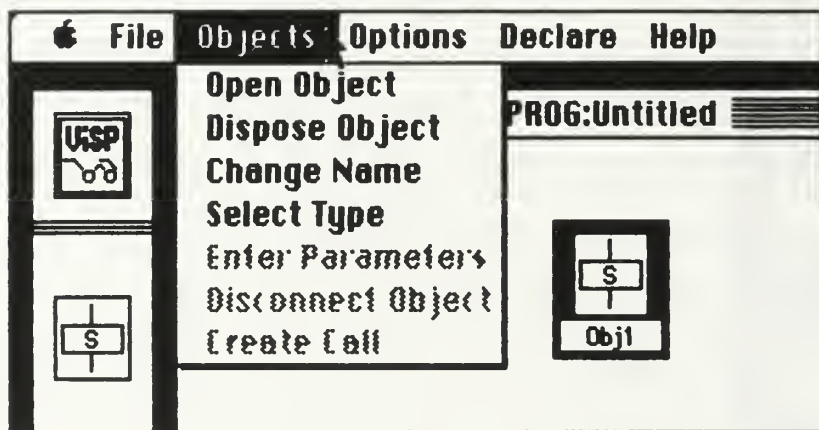 File Objects Options Declare Help
Open Object
Dispose Object
Change Name
Select Type
Enter Parameters
Disconnect Object
Create Call
PROG:Untitled
ViSP
S
S
Obj1